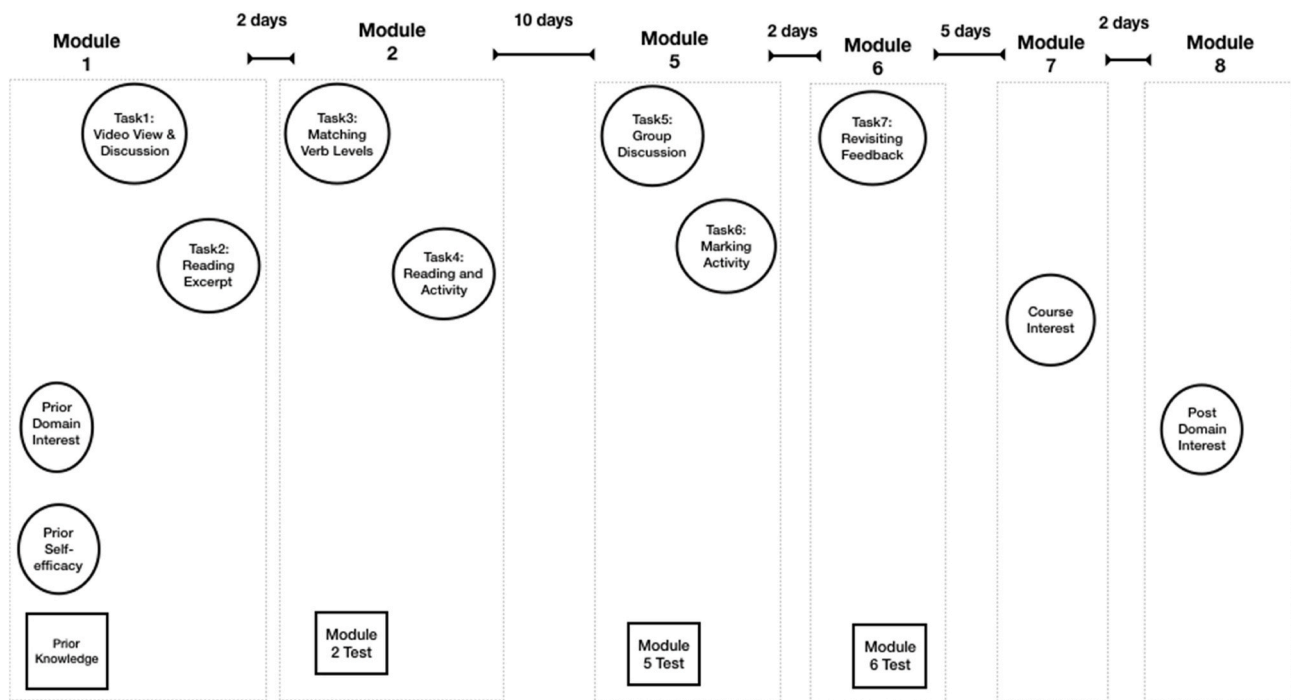 Module
1
2 days
Module
2
10 days
Module
5
2 days
Module
6
5 days
Module
7
2 days
Module
8
Task1:
Video View &
Discussion
Task2:
Reading
Excerpt
Prior
Domain
Interest
Prior
Self-
efficacy
Prior
Knowledge
Task3:
Matching
Verb Levels
Task4:
Reading and
Activity
Module
2 Test
Task5:
Group
Discussion
Task6:
Marking
Activity
Module
5 Test
Task7:
Revisiting
Feedback
Module
6 Test
Course
Interest
Post
Domain
Interest